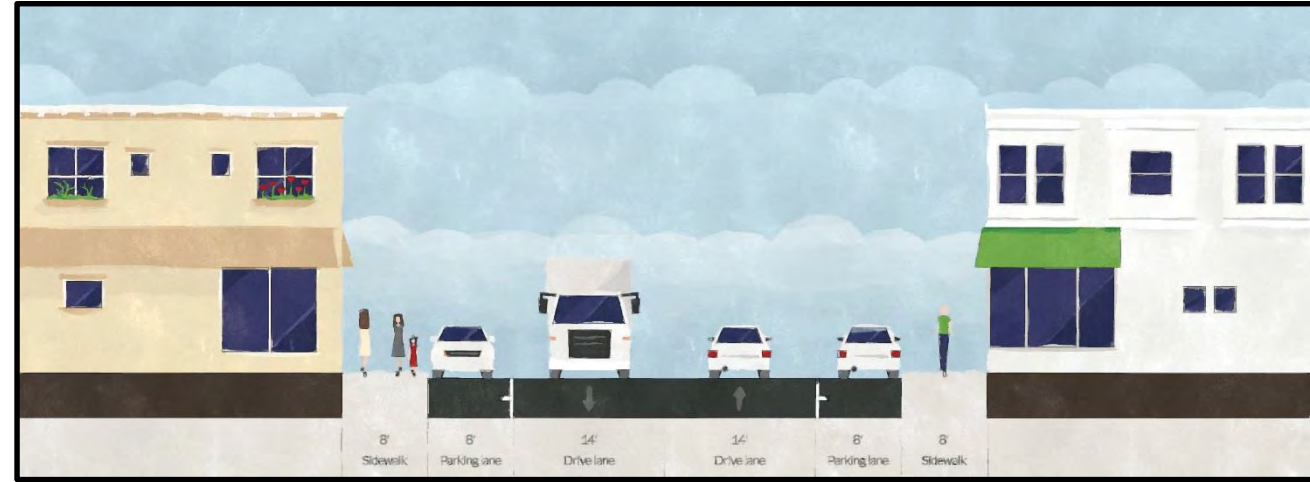 8'
Sidewalk
8'
Parking lane
14'
Drive lane
14'
Drive lane
8'
Parking lane
8'
Sidewalk